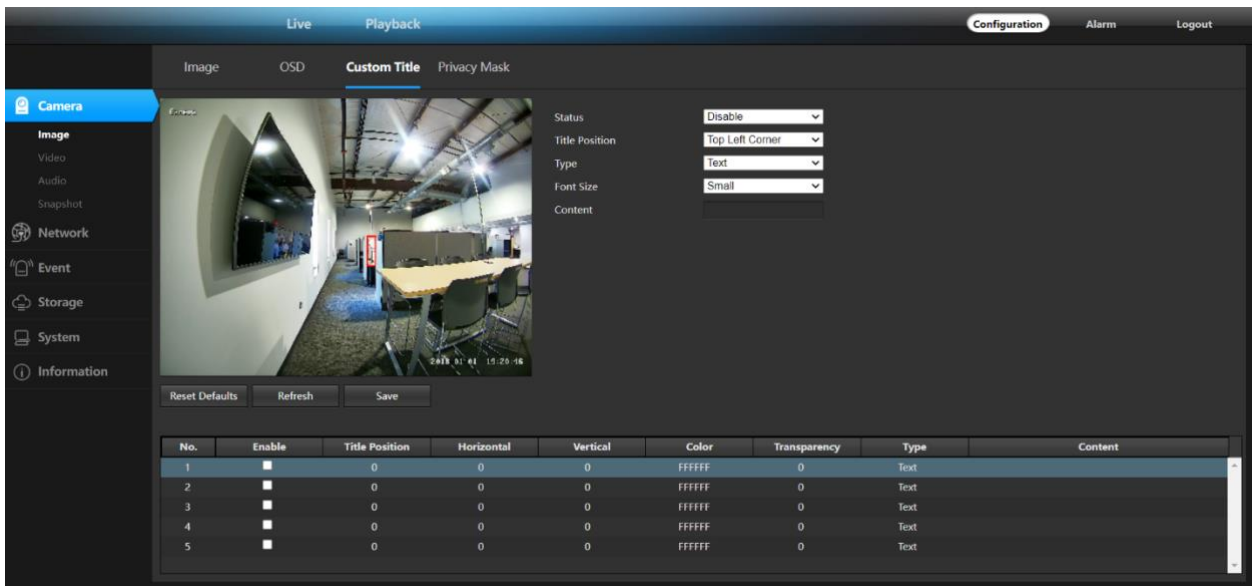 Live Playback Configuration Alarm Logout
Image OSD Custom Title Privacy Mask
Camera
Image
Video
Audio
Snapshot
Network
Event
Storage
System
Information
Status Disable
Title Position Top Left Corner
Type Text
Font Size Small
Content
2018 01 01
Reset Defaults Refresh Save
No. Enable Title Position Horizontal Vertical Color Transparency Type Content
1 0 0 0 FFFFFF 0 Text
2 0 0 0 FFFFFF 0 Text
3 0 0 0 FFFFFF 0 Text
4 0 0 0 FFFFFF 0 Text
5 0 0 0 FFFFFF 0 Text